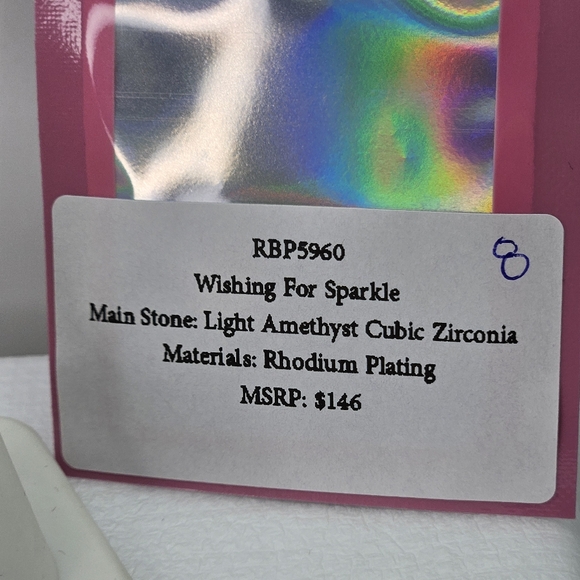 RBP5960
8
Wishing For Sparkle
Main Stone: Light Amethyst Cubic Zirconia
Materials: Rhodium Plating
MSRP: $146